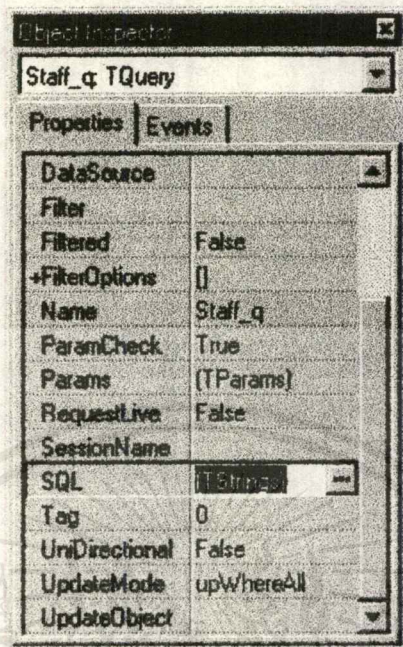 Object Inspector
Staff_q: TQuery
Properties Events
DataSource
Filter
Filtered False
+FilterOptions []
Name Staff_q
ParamCheck True
Params (TParams)
RequestLive False
SessionName
SQL (TStrings) ...
Tag 0
UniDirectional False
UpdateMode upWhereAll
UpdateObject